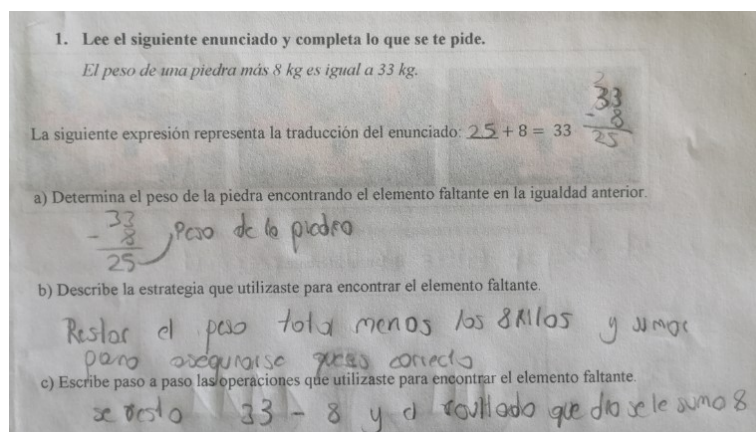 1. Lee el siguiente enunciado y completa lo que se te pide.
El peso de una piedra más 8 kg es igual a 33 kg.
33
- 8
25
La siguiente expresión representa la traducción del enunciado: 25 + 8 = 33
a) Determina el peso de la piedra encontrando el elemento faltante en la igualdad anterior.
33
- 8
25
Peso de la piedra
b) Describe la estrategia que utilizaste para encontrar el elemento faltante.
Restar el peso total menos los 8 kilos y sumar
para asegurarse que es correcto
c) Escribe paso a paso las operaciones que utilizaste para encontrar el elemento faltante.
se resto 33 - 8 y el resultado que dio se le sumo 8